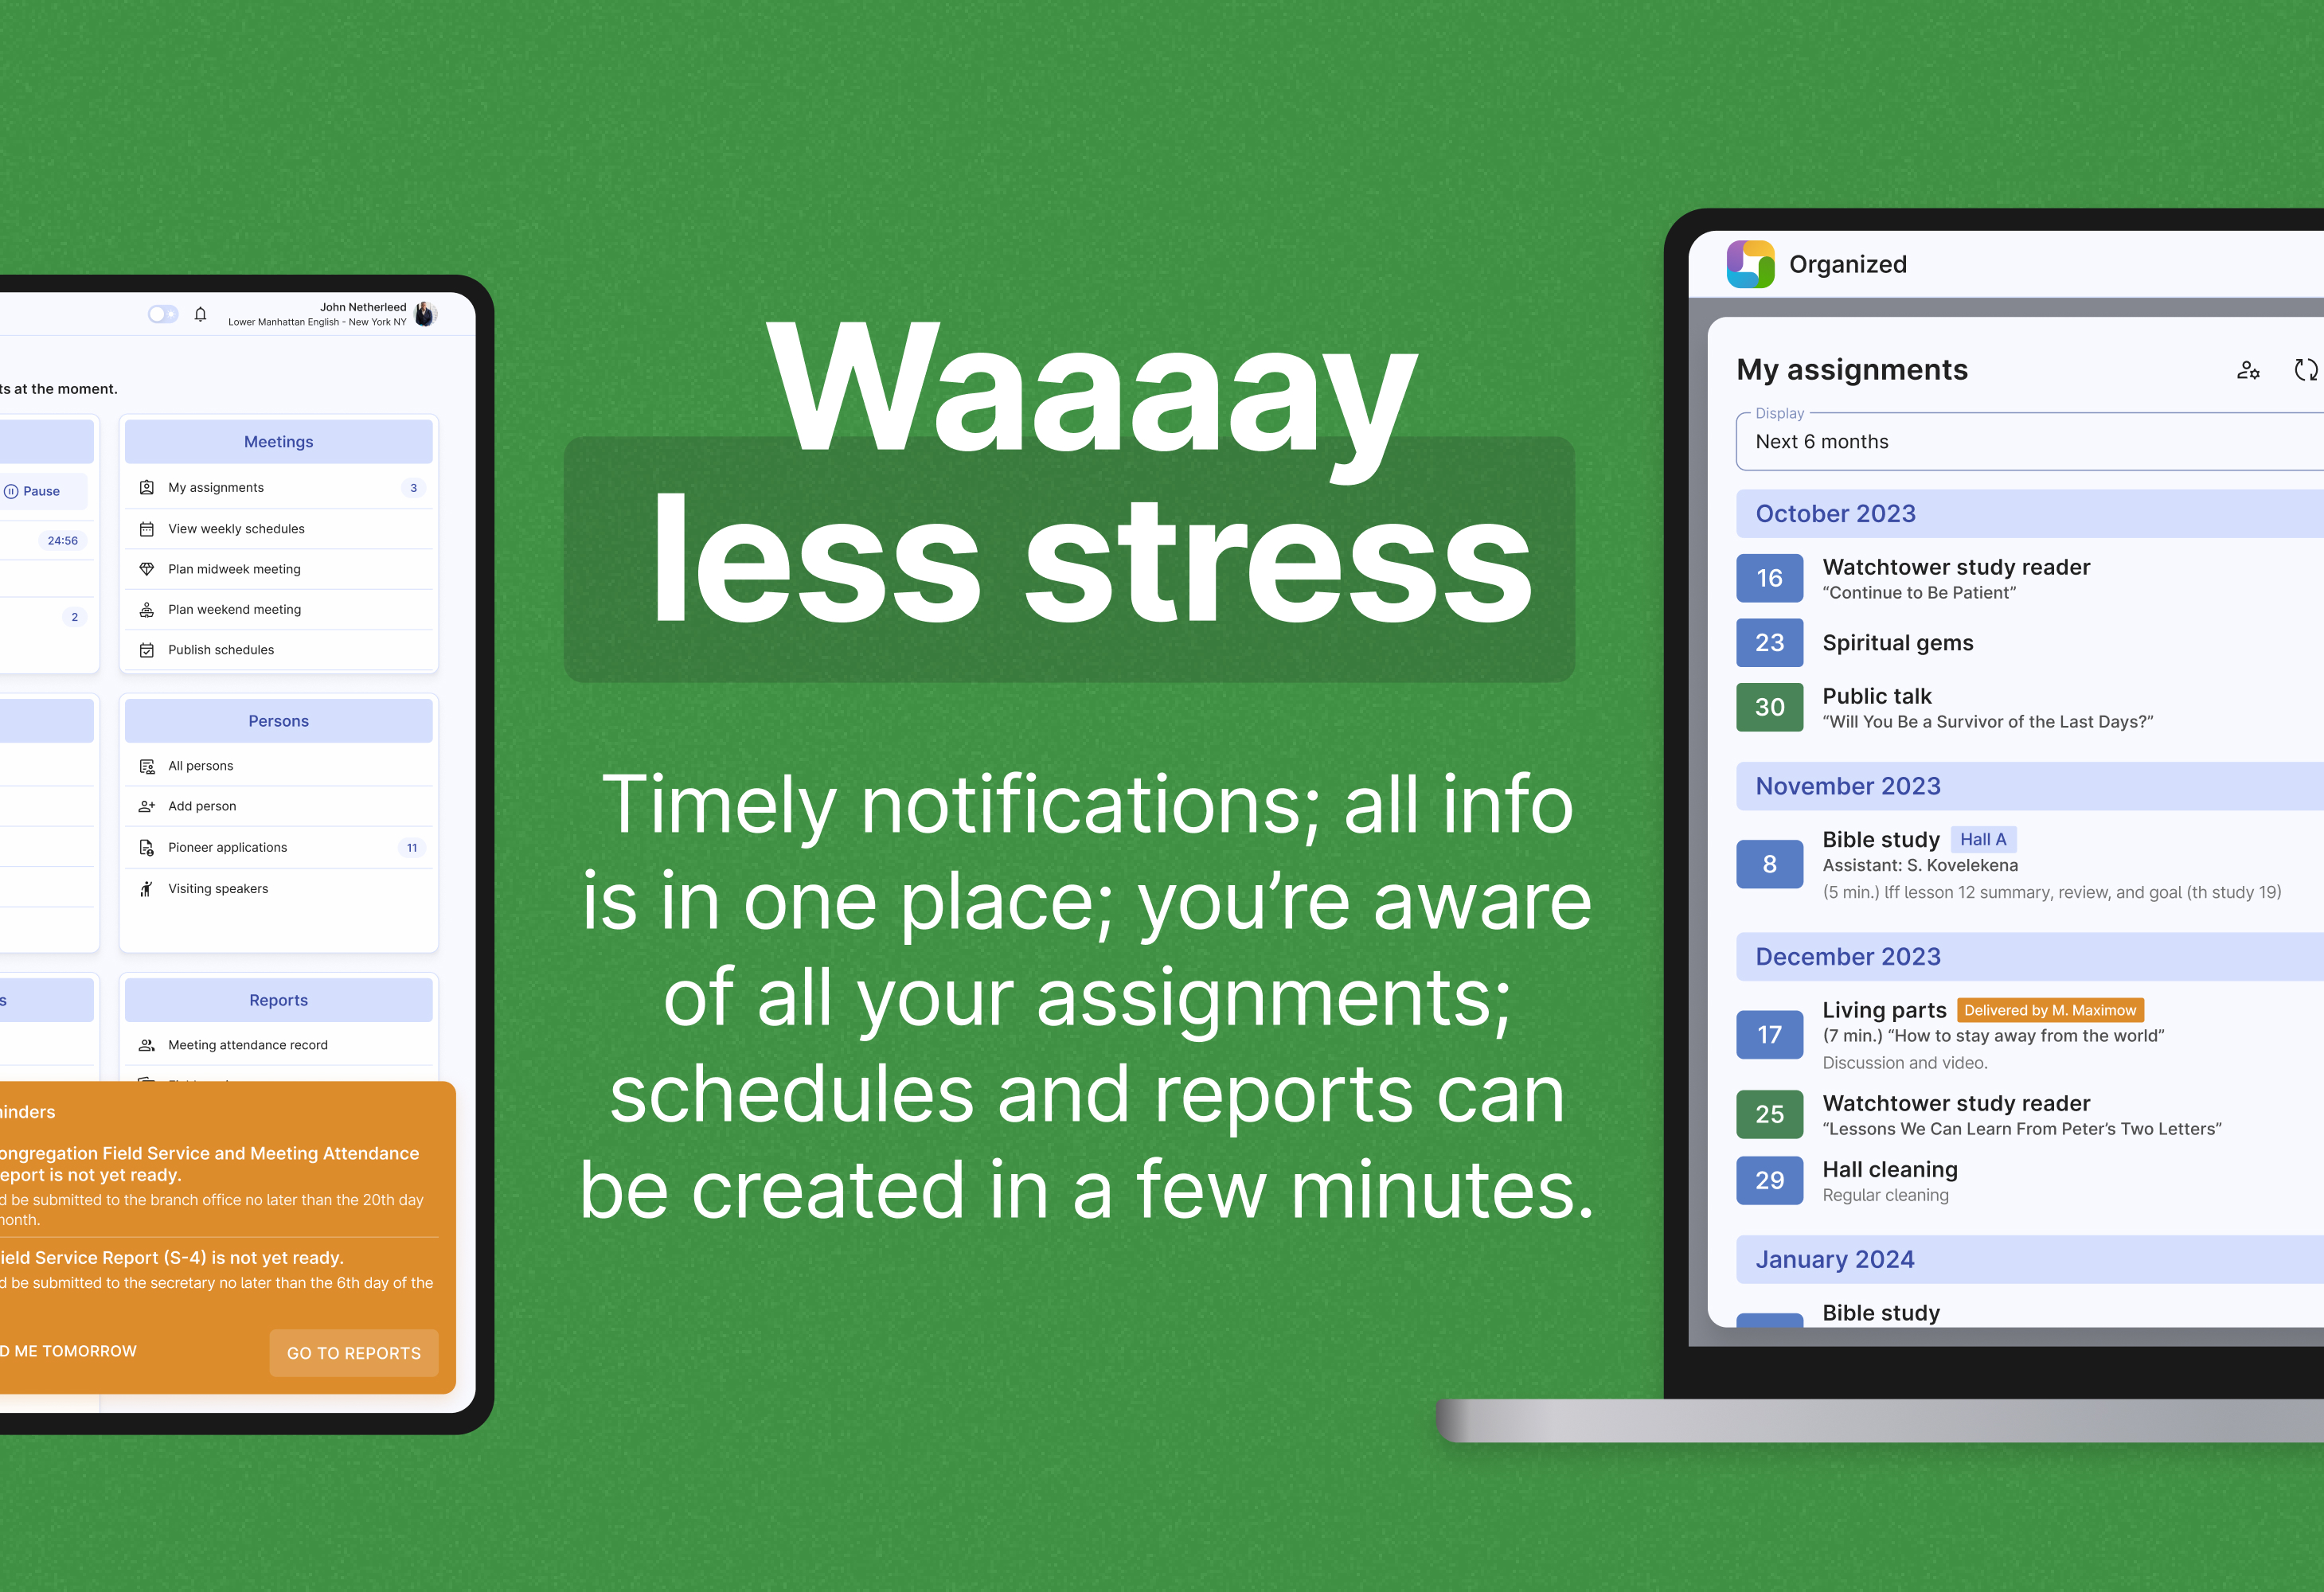 John Netherleed
Lower Manhattan English - New York NY
at the moment.
Pause
24:56
2
Meetings
My assignments 3
View weekly schedules
Plan midweek meeting
Plan weekend meeting
Publish schedules
Persons
All persons
Add person
Pioneer applications 11
Visiting speakers
Reports
Meeting attendance record
ongregation Field Service and Meeting Attendance
eport is not yet ready.
d be submitted to the branch office no later than the 20th day
onth.
ield Service Report (S-4) is not yet ready.
d be submitted to the secretary no later than the 6th day of the
D ME TOMORROW
GO TO REPORTS
Waaaay
less stress
Timely notifications; all info
is in one place; you’re aware
of all your assignments;
schedules and reports can
be created in a few minutes.
Organized
My assignments
Display
Next 6 months
October 2023
16 Watchtower study reader
“Continue to Be Patient”
23 Spiritual gems
30 Public talk
“Will You Be a Survivor of the Last Days?”
November 2023
8 Bible study Hall A
Assistant: S. Kovelekena
(5 min.) lff lesson 12 summary, review, and goal (th study 19)
December 2023
17 Living parts Delivered by M. Maximow
(7 min.) “How to stay away from the world”
Discussion and video.
25 Watchtower study reader
“Lessons We Can Learn From Peter’s Two Letters”
29 Hall cleaning
Regular cleaning
January 2024
Bible study